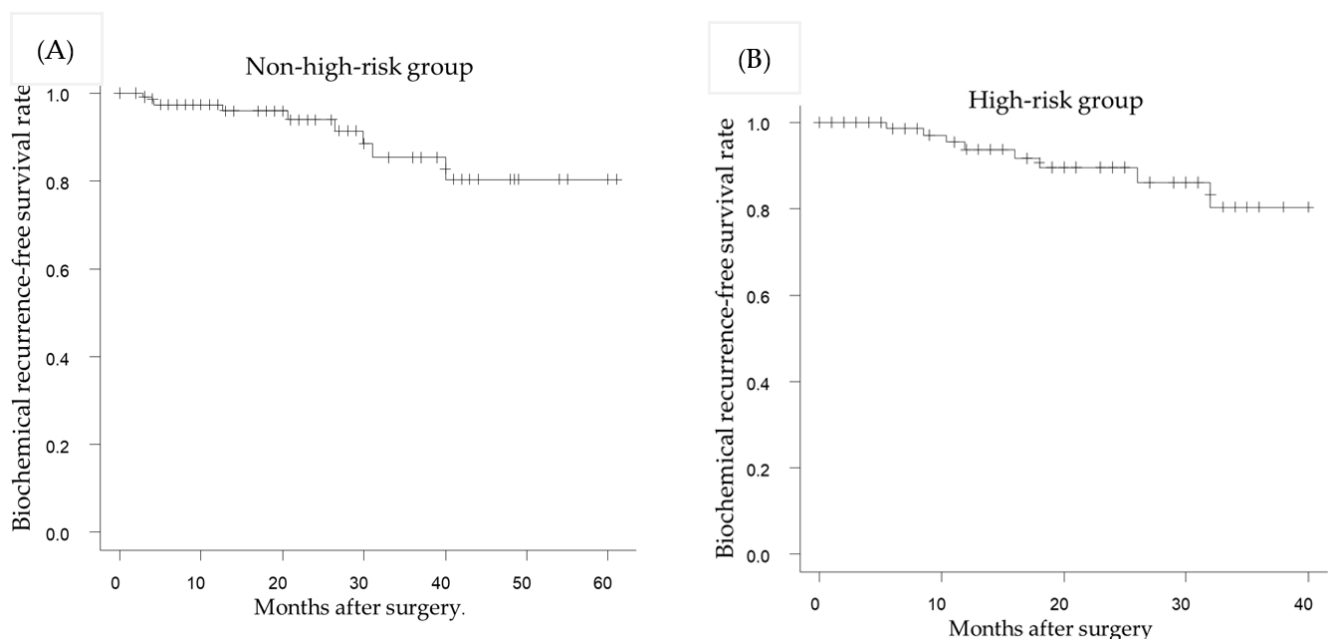 (A)
Non-high-risk group
Biochemical recurrence-free survival rate
1.0
0.8
0.6
0.4
0.2
0.0
0 10 20 30 40 50 60
Months after surgery.
(B)
High-risk group
Biochemical recurrence-free survival rate
1.0
0.8
0.6
0.4
0.2
0.0
0 10 20 30 40
Months after surgery